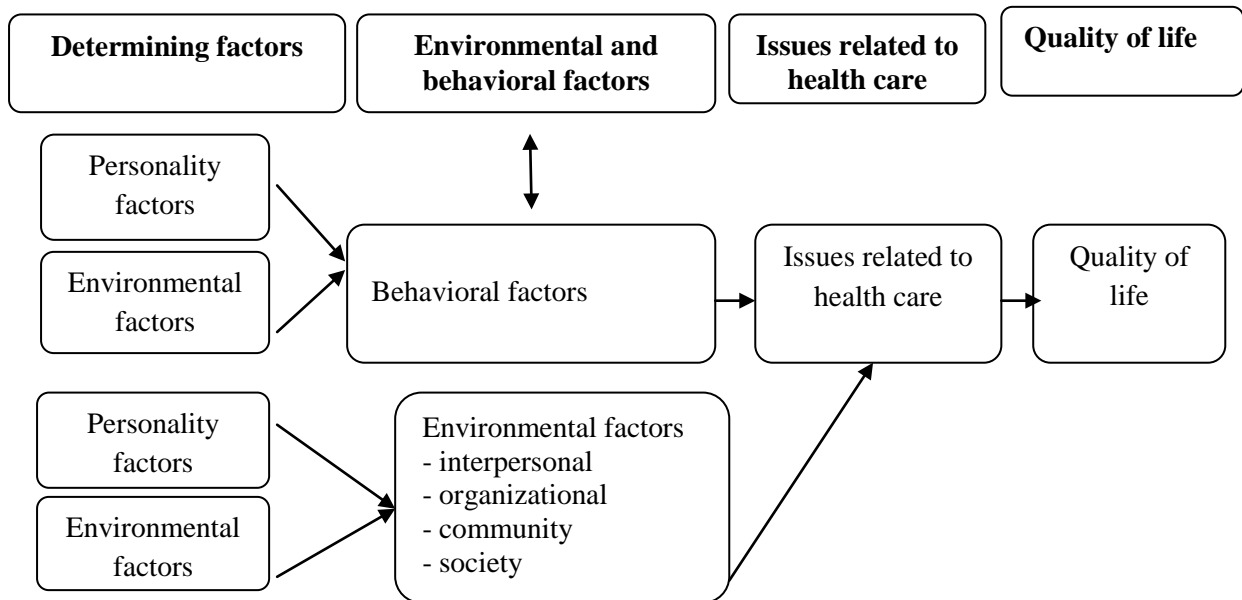 Determining factors
Environmental and
behavioral factors
Issues related to
health care
Quality of life
Personality
factors
Environmental
factors
Behavioral factors
Issues related to
health care
Quality of
life
Personality
factors
Environmental
factors
Environmental factors
- interpersonal
- organizational
- community
- society